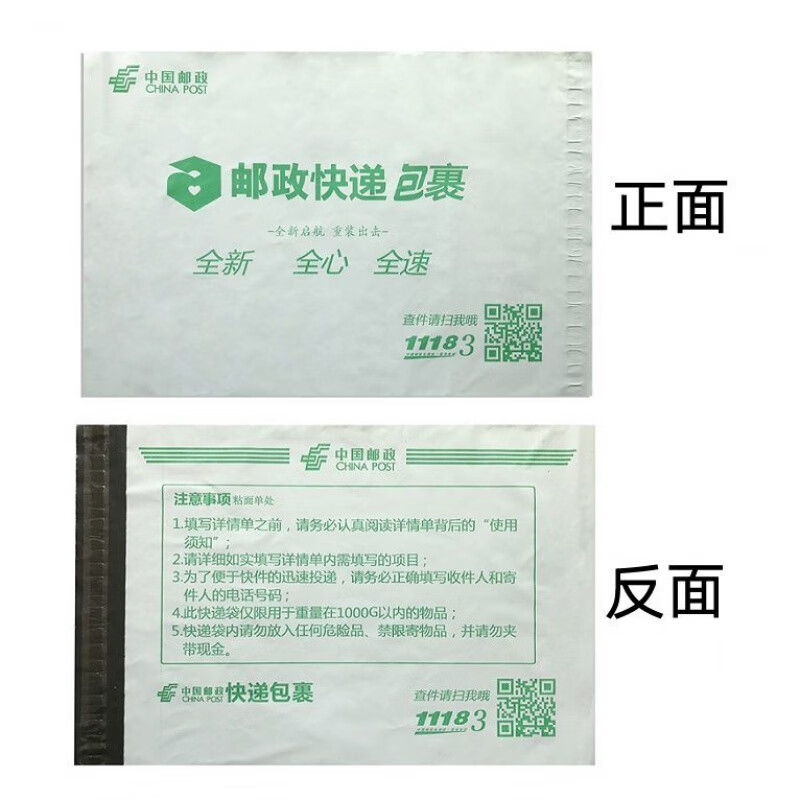 中国邮政
CHINA POST
邮政快递包裹
-全新启航 重装出击-
全新 全心 全速
查件请扫我哦
11183
正面
中国邮政
CHINA POST
注意事项 粘面单处
1.填写详情单之前，请务必认真阅读详情单背后的“使用
须知”；
2.请详细如实填写详情单内需填写的项目；
3.为了便于快件的迅速投递，请务必正确填写收件人和寄
件人的电话号码；
4.此快递袋仅限用于重量在1000G以内的物品；
5.快递袋内请勿放入任何危险品、禁限寄物品，并请勿夹
带现金。
中国邮政 快递包裹
CHINA POST
查件请扫我哦
11183
反面